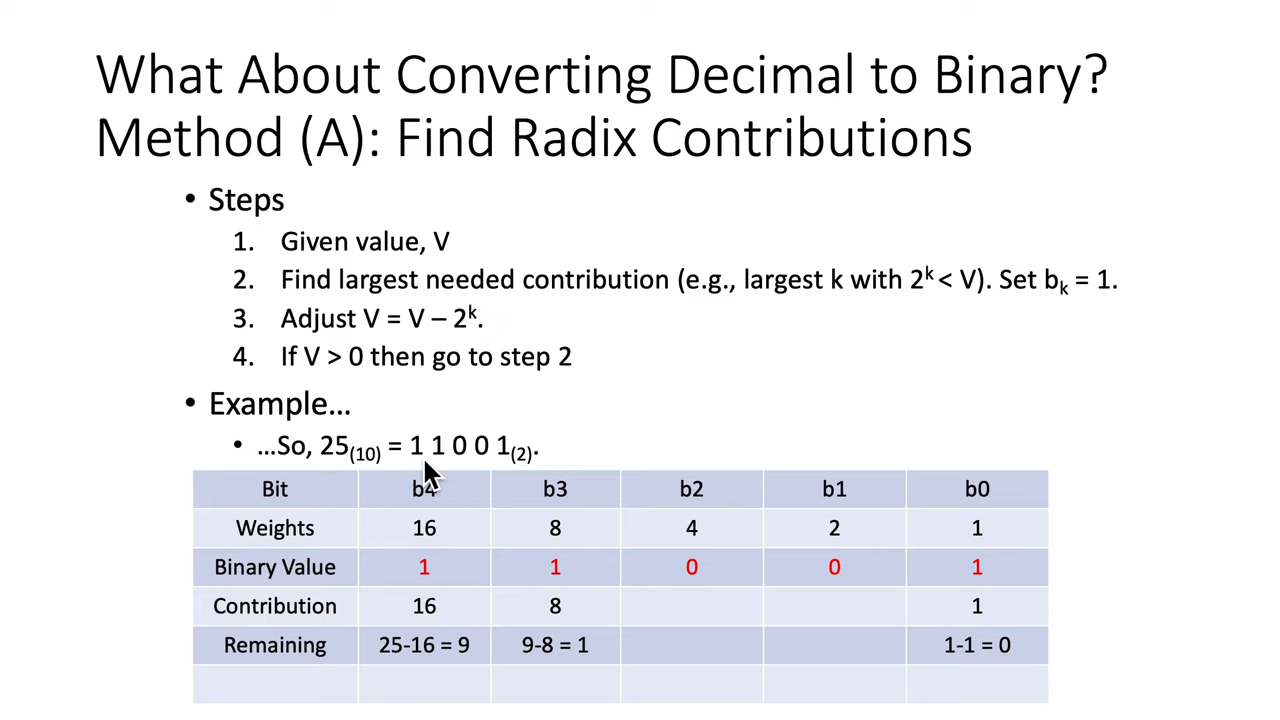 What About Converting Decimal to Binary?
Method (A): Find Radix Contributions
• Steps
1. Given value, V
2. Find largest needed contribution (e.g., largest k with 2ᵏ < V). Set bₖ = 1.
3. Adjust V = V – 2ᵏ.
4. If V > 0 then go to step 2
• Example…
• …So, 25₍₁₀₎ = 1 1 0 0 1₍₂₎.
Bit b4 b3 b2 b1 b0
Weights 16 8 4 2 1
Binary Value 1 1 0 0 1
Contribution 16 8 1
Remaining 25-16 = 9 9-8 = 1 1-1 = 0